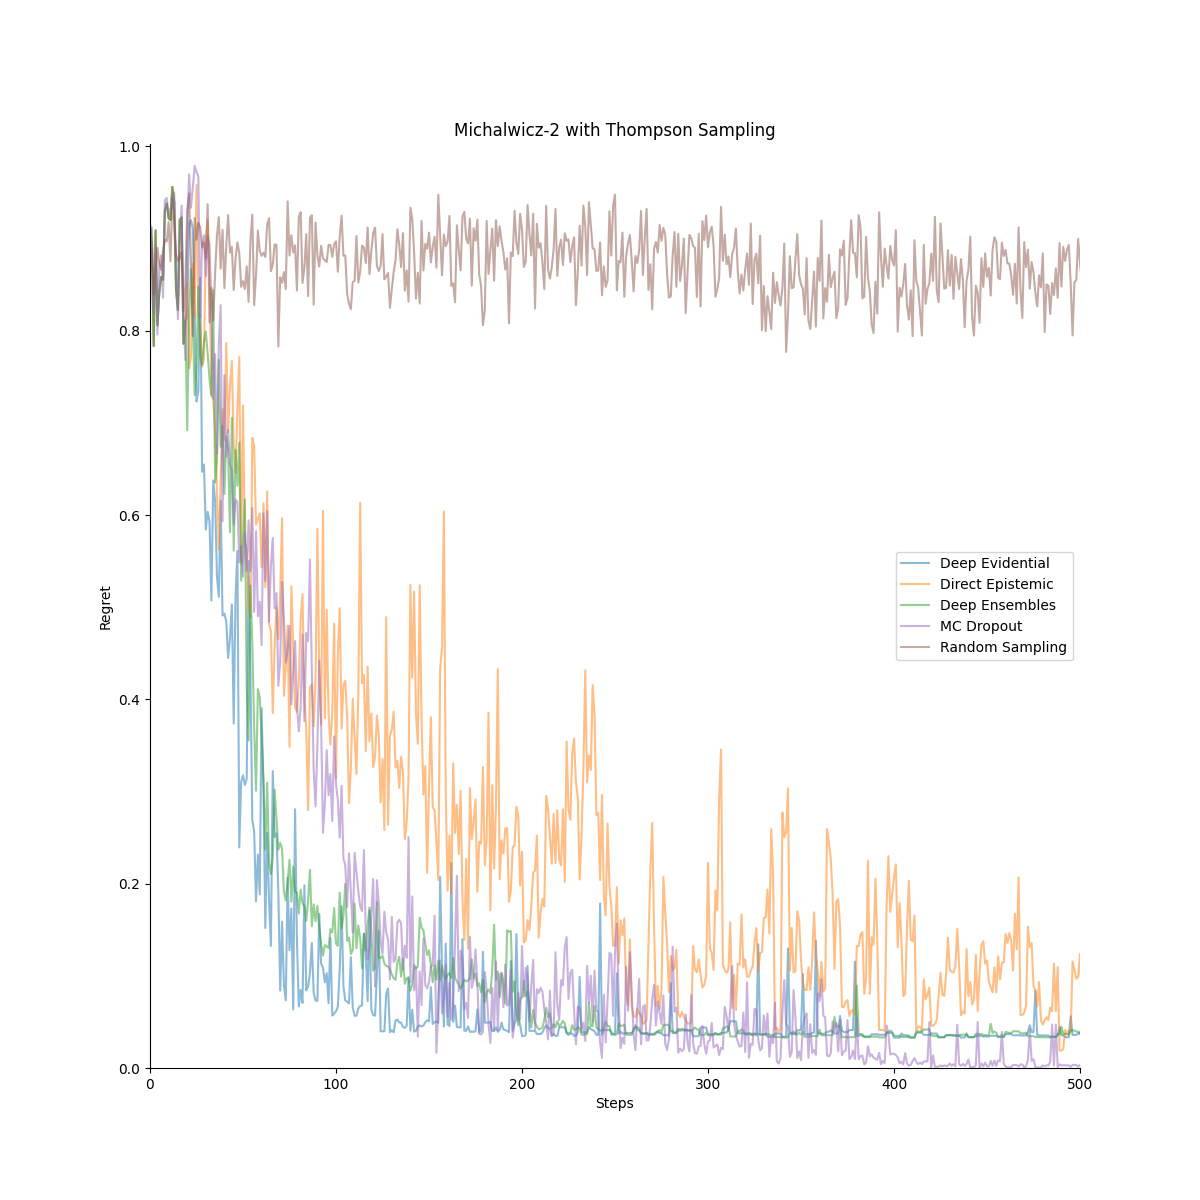 Michalwicz-2 with Thompson Sampling
1.0
0.8
0.6
0.4
0.2
0.0
Regret
Deep Evidential
Direct Epistemic
Deep Ensembles
MC Dropout
Random Sampling
0 100 200 300 400 500
Steps